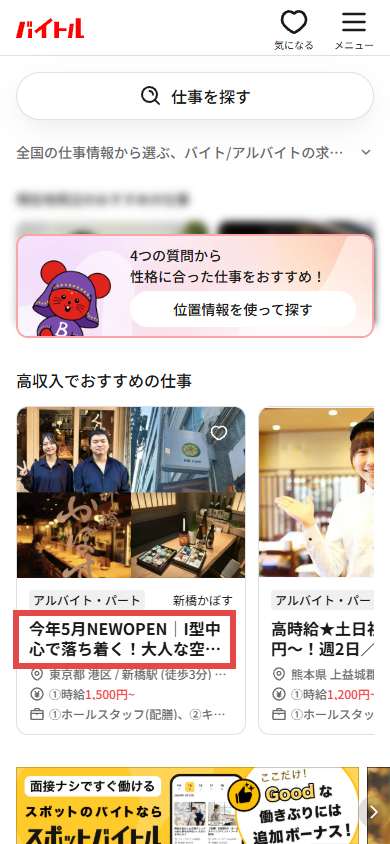 バイトル
気になる
メニュー
仕事を探す
全国の仕事情報から選ぶ、バイト/アルバイトの求…
4つの質問から
性格に合った仕事をおすすめ！
位置情報を使って探す
B
高収入でおすすめの仕事
アルバイト・パート
新橋かぼす
今年5月NEWOPEN｜I型中
心で落ち着く！大人な空…
東京都 港区 / 新橋駅 (徒歩3分) …
①時給1,500円~
①ホールスタッフ(配膳)、②キ…
アルバイト・パート
高時給★土日祝
円〜！週2日／
熊本県 上益城郡
①時給1,200円~
①ホールスタッ
面接ナシですぐ働ける
スポットのバイトなら
スポットバイトル
ここだけ！
Goodな
働きぶりには
追加ボーナス！